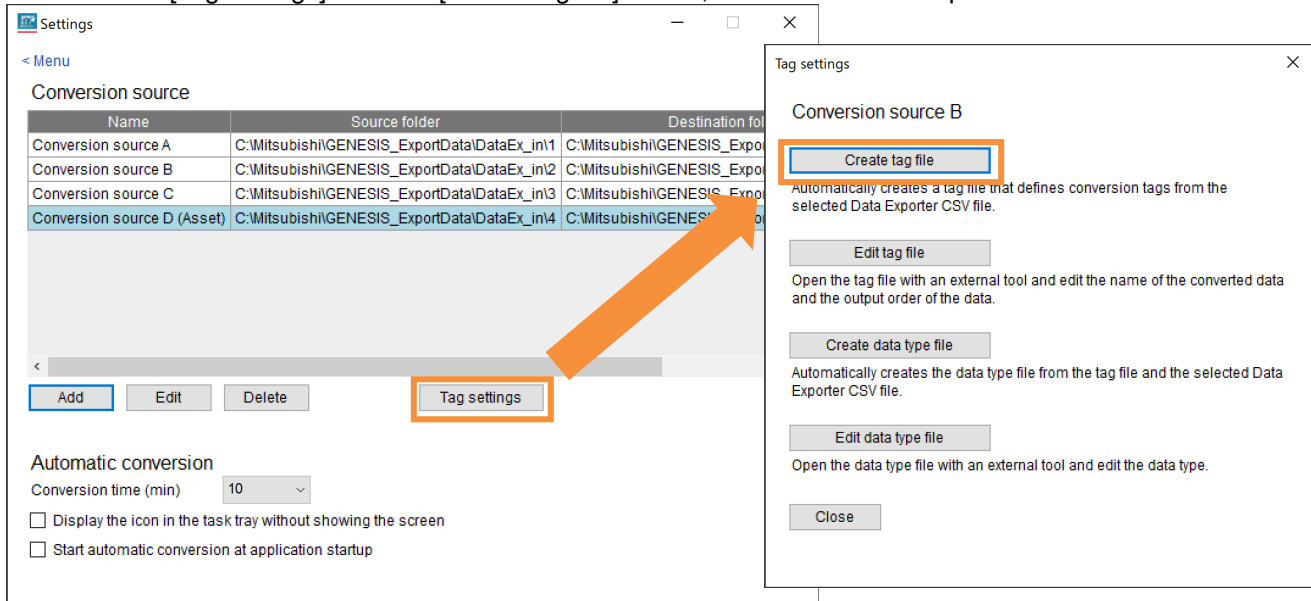 Settings
< Menu
Conversion source
Name Source folder Destination fol
Conversion source A C:\Mitsubishi\GENESIS_ExportData\DataEx_in\1 C:\Mitsubishi\GENESIS_Expor
Conversion source B C:\Mitsubishi\GENESIS_ExportData\DataEx_in\2 C:\Mitsubishi\GENESIS_Expo
Conversion source C C:\Mitsubishi\GENESIS_ExportData\DataEx_in\3 C:\Mitsubishi\GENESIS_Expo
Conversion source D (Asset) C:\Mitsubishi\GENESIS_ExportData\DataEx_in\4 C:\Mitsubishi\GENES
Add Edit Delete Tag settings
Automatic conversion
Conversion time (min) 10
Display the icon in the task tray without showing the screen
Start automatic conversion at application startup
Tag settings
Conversion source B
Create tag file
Automatically creates a tag file that defines conversion tags from the
selected Data Exporter CSV file.
Edit tag file
Open the tag file with an external tool and edit the name of the converted data
and the output order of the data.
Create data type file
Automatically creates the data type file from the tag file and the selected Data
Exporter CSV file.
Edit data type file
Open the data type file with an external tool and edit the data type.
Close